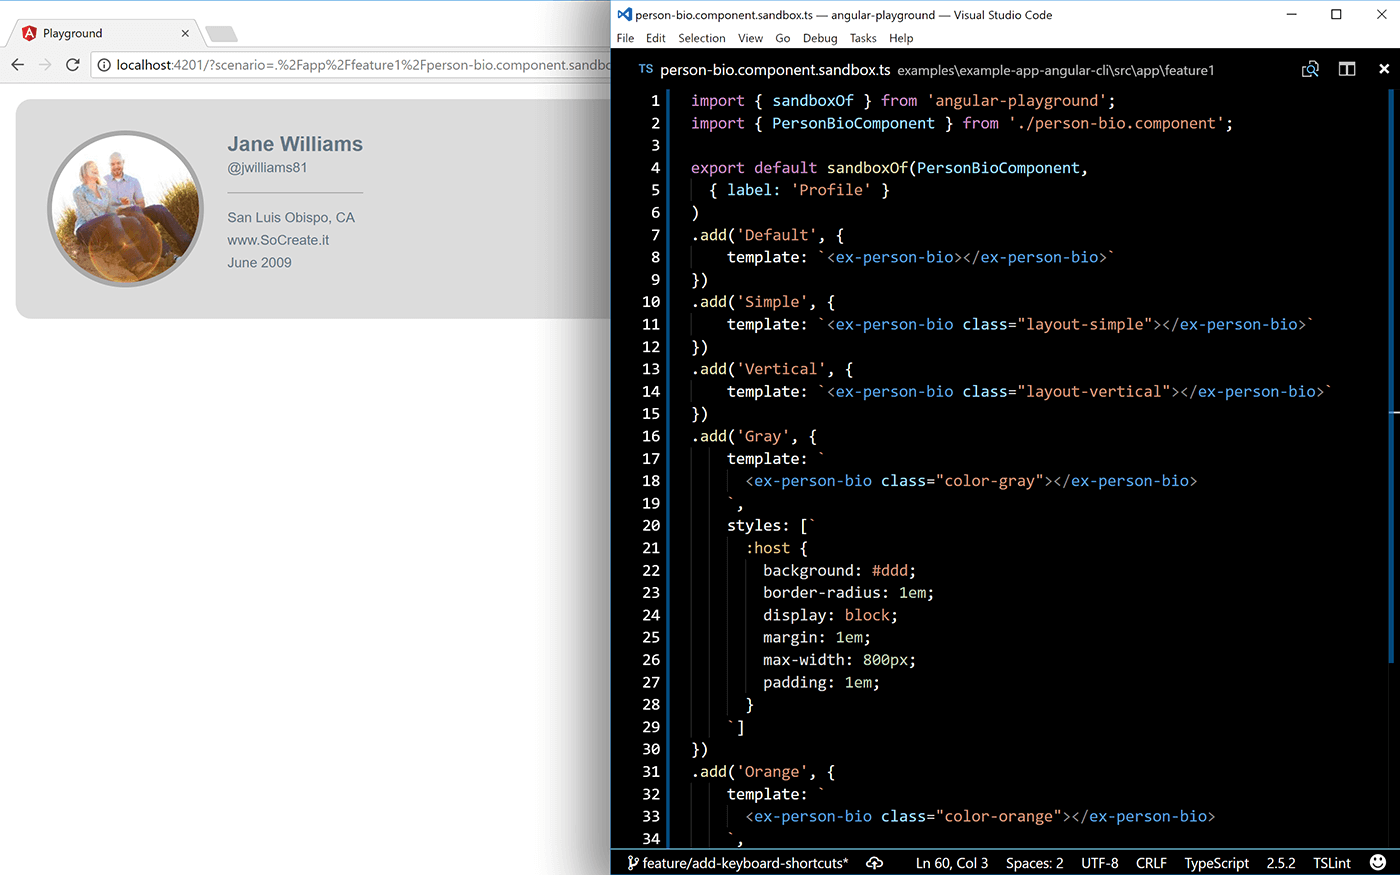 Playground
localhost:4201/?scenario=.%2Fapp%2Ffeature1%2Fperson-bio.component.sandbo
Jane Williams
@jwilliams81
San Luis Obispo, CA
www.SoCreate.it
June 2009
person-bio.component.sandbox.ts — angular-playground — Visual Studio Code
File Edit Selection View Go Debug Tasks Help
TS person-bio.component.sandbox.ts examples\example-app-angular-cli\src\app\feature1
1 import { sandboxOf } from 'angular-playground';
2 import { PersonBioComponent } from './person-bio.component';
3
4 export default sandboxOf(PersonBioComponent,
5   { label: 'Profile' }
6 )
7 .add('Default', {
8     template: `<ex-person-bio></ex-person-bio>`
9 })
10 .add('Simple', {
11     template: `<ex-person-bio class="layout-simple"></ex-person-bio>`
12 })
13 .add('Vertical', {
14     template: `<ex-person-bio class="layout-vertical"></ex-person-bio>`
15 })
16 .add('Gray', {
17     template: `
18       <ex-person-bio class="color-gray"></ex-person-bio>
19     `,
20     styles: [`
21       :host {
22         background: #ddd;
23         border-radius: 1em;
24         display: block;
25         margin: 1em;
26         max-width: 800px;
27         padding: 1em;
28       }
29     `]
30 })
31 .add('Orange', {
32     template: `
33       <ex-person-bio class="color-orange"></ex-person-bio>
34     `,
feature/add-keyboard-shortcuts* Ln 60, Col 3 Spaces: 2 UTF-8 CRLF TypeScript 2.5.2 TSLint